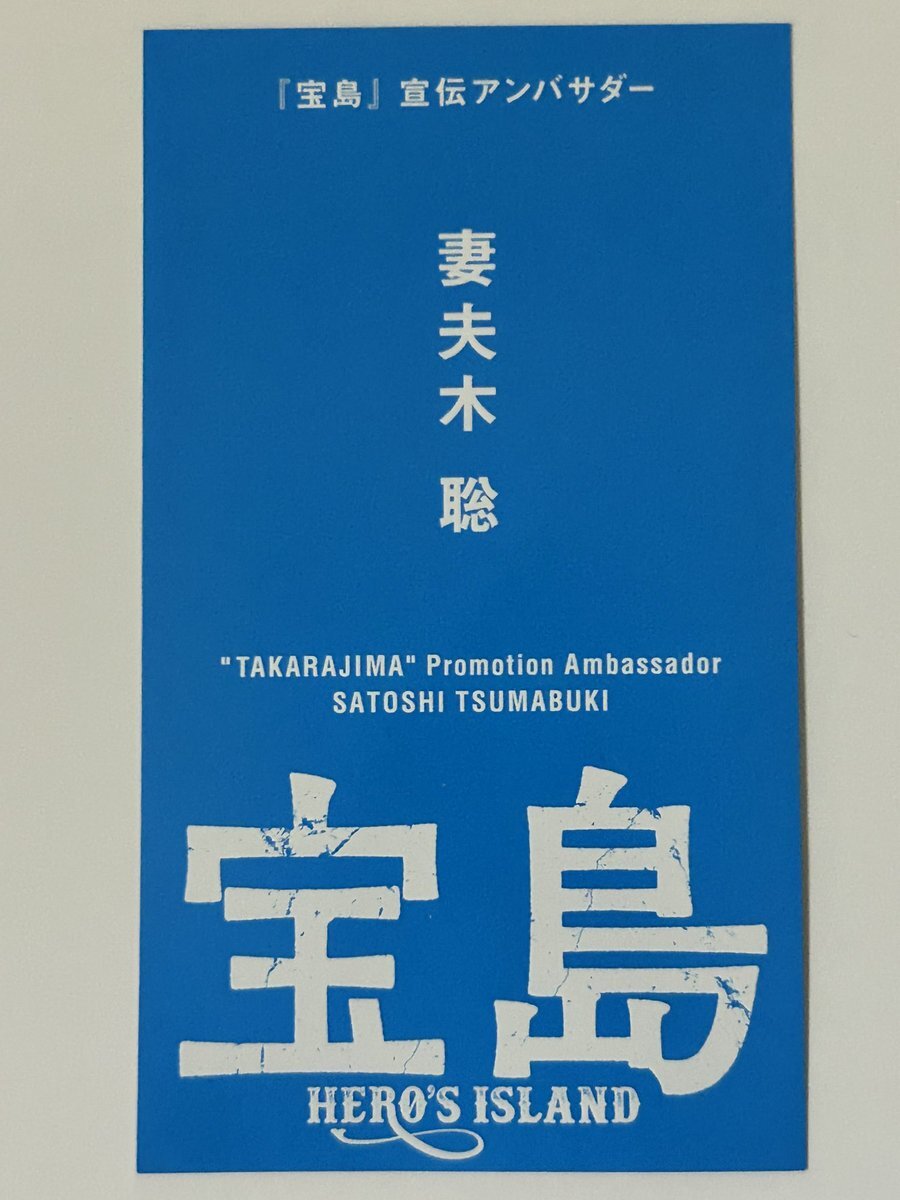 『宝島』宣伝アンバサダー
妻夫木 聡
"TAKARAJIMA" Promotion Ambassador
SATOSHI TSUMABUKI
宝島
HERO'S ISLAND